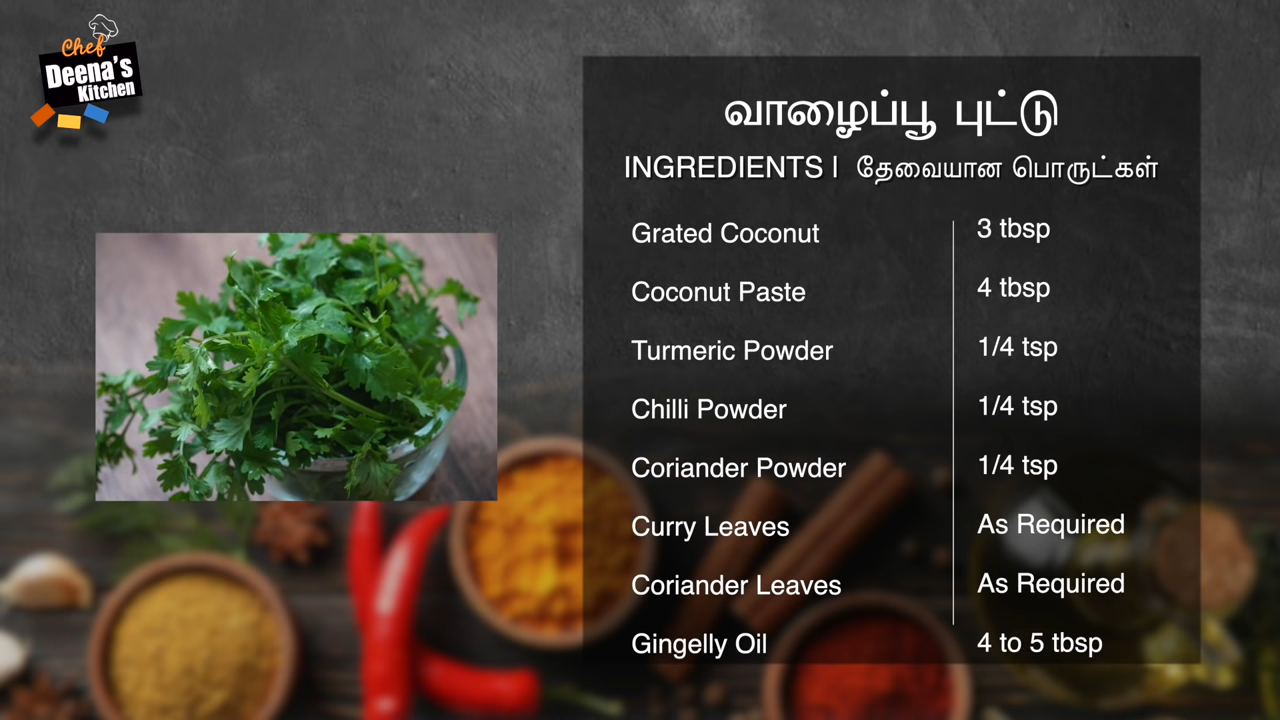 Chef
Deena's
Kitchen
வாழைப்பூ புட்டு
INGREDIENTS | தேவையான பொருட்கள்
Grated Coconut 3 tbsp
Coconut Paste 4 tbsp
Turmeric Powder 1/4 tsp
Chilli Powder 1/4 tsp
Coriander Powder 1/4 tsp
Curry Leaves As Required
Coriander Leaves As Required
Gingelly Oil 4 to 5 tbsp